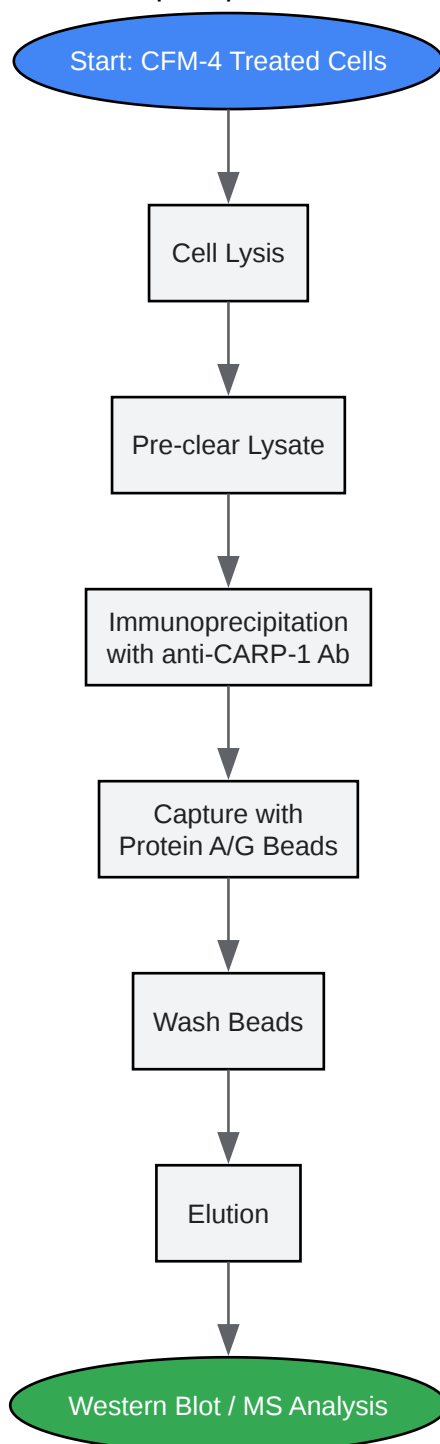 Start: CFM-4 Treated Cells
Cell Lysis
Pre-clear Lysate
Immunoprecipitation
with anti-CARP-1 Ab
Capture with
Protein A/G Beads
Wash Beads
Elution
Western Blot / MS Analysis